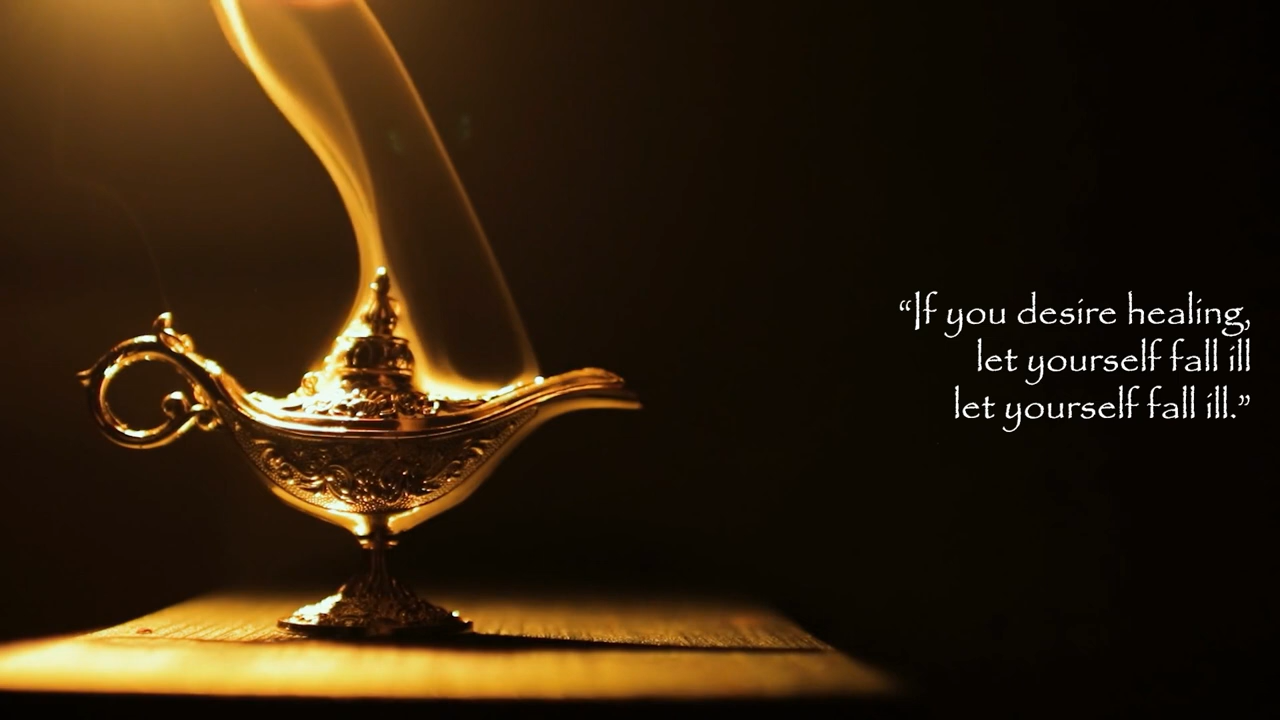 “If you desire healing,
let yourself fall ill
let yourself fall ill.”